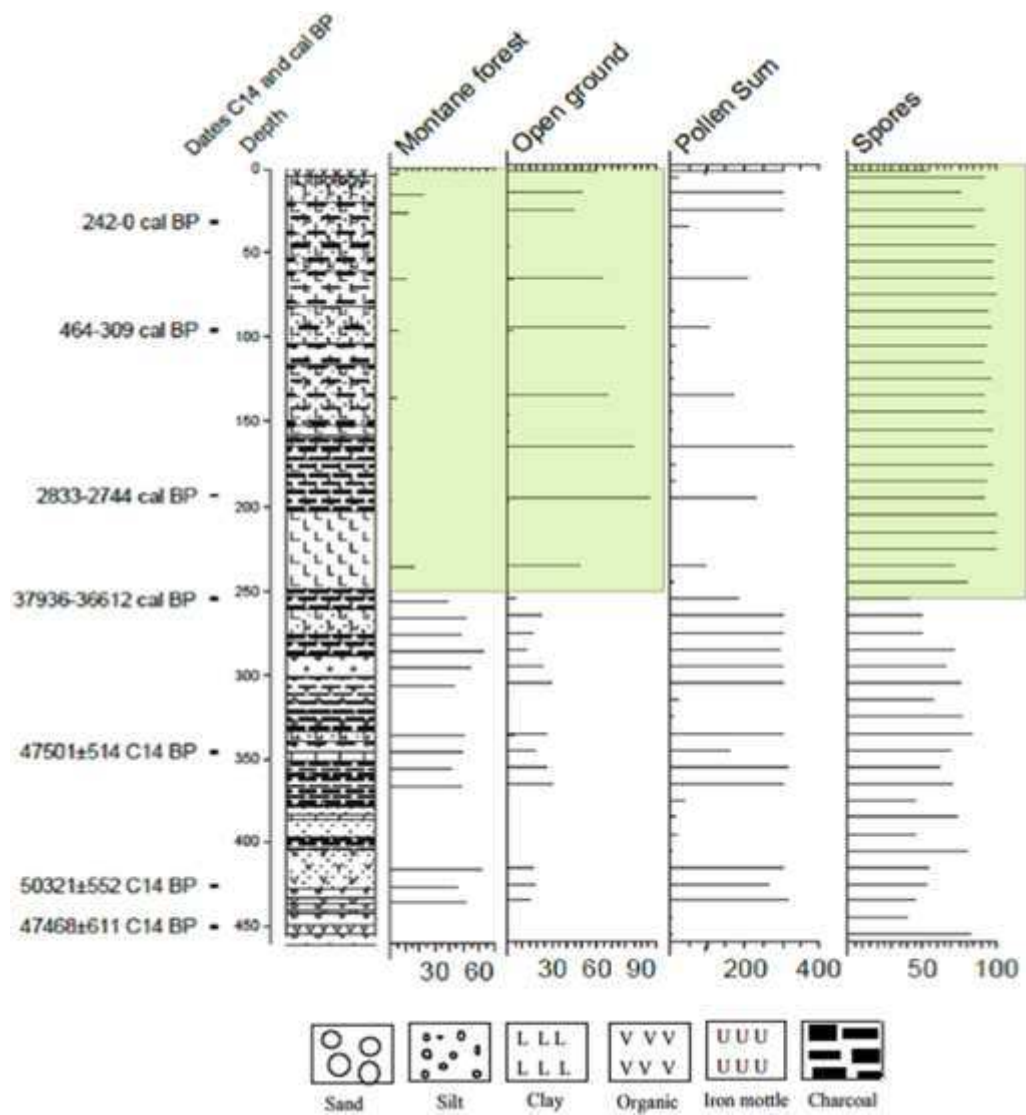 Dates C14 and cal BP
Depth
Montane forest
Open ground
Pollen Sum
Spores
0
242-0 cal BP
50
464-309 cal BP
100
150
2833-2744 cal BP
200
250
37936-36612 cal BP
300
47501±514 C14 BP
350
400
50321±552 C14 BP
47468±611 C14 BP
450
30 60 30 60 90 200 400 50 100
L L L V V V U U U
L L L V V V U U U
Sand Silt Clay Organic Iron mottle Charcoal